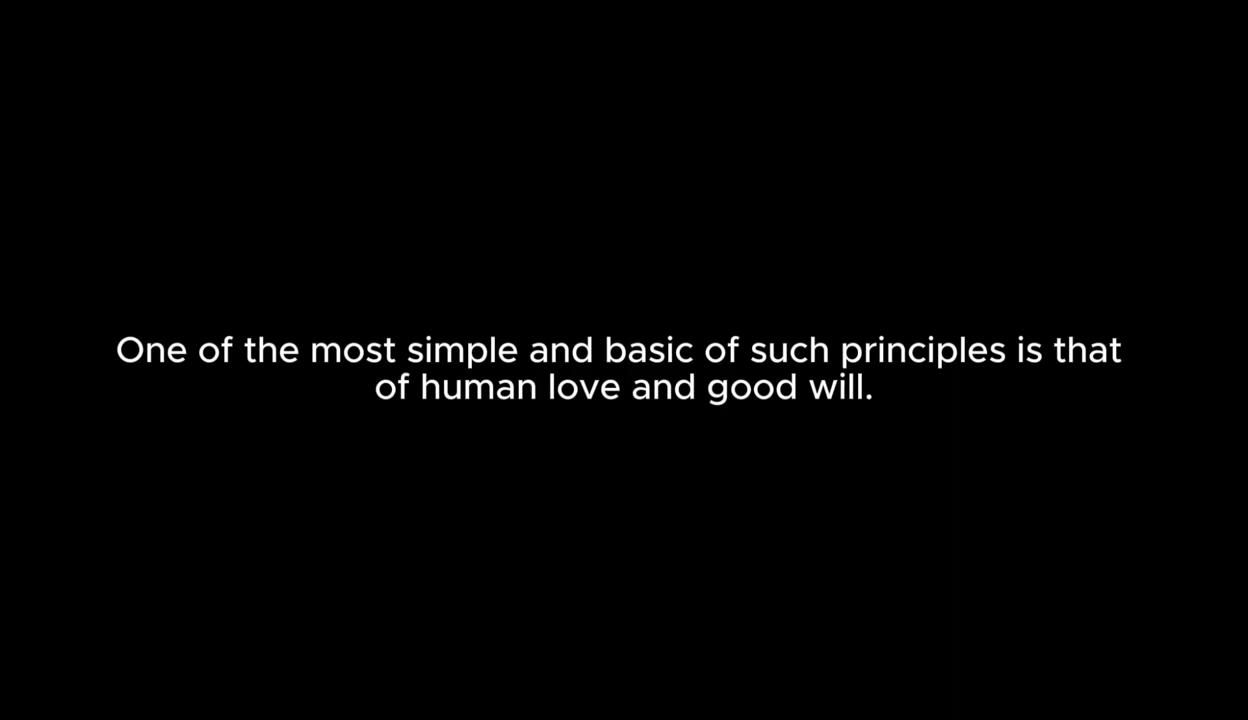 One of the most simple and basic of such principles is that
of human love and good will.